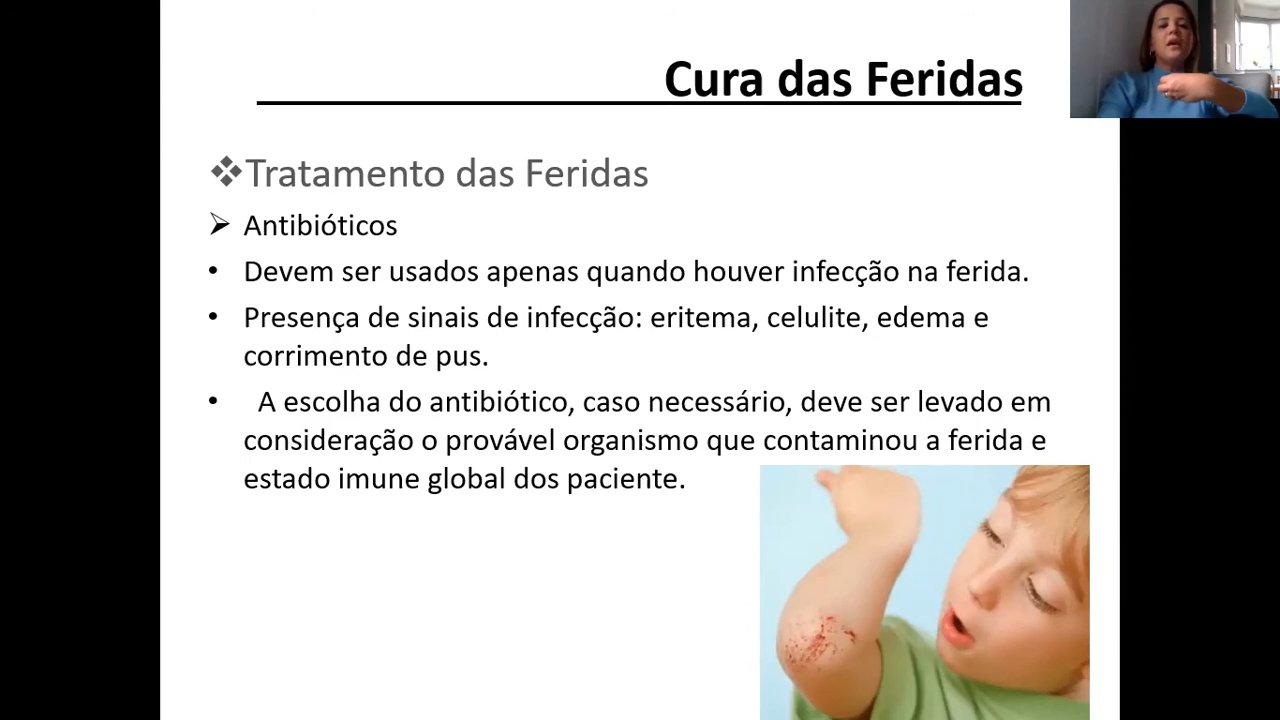 Cura das Feridas
❖Tratamento das Feridas
➢ Antibióticos
• Devem ser usados apenas quando houver infecção na ferida.
• Presença de sinais de infecção: eritema, celulite, edema e
corrimento de pus.
• A escolha do antibiótico, caso necessário, deve ser levado em
consideração o provável organismo que contaminou a ferida e
estado imune global dos paciente.